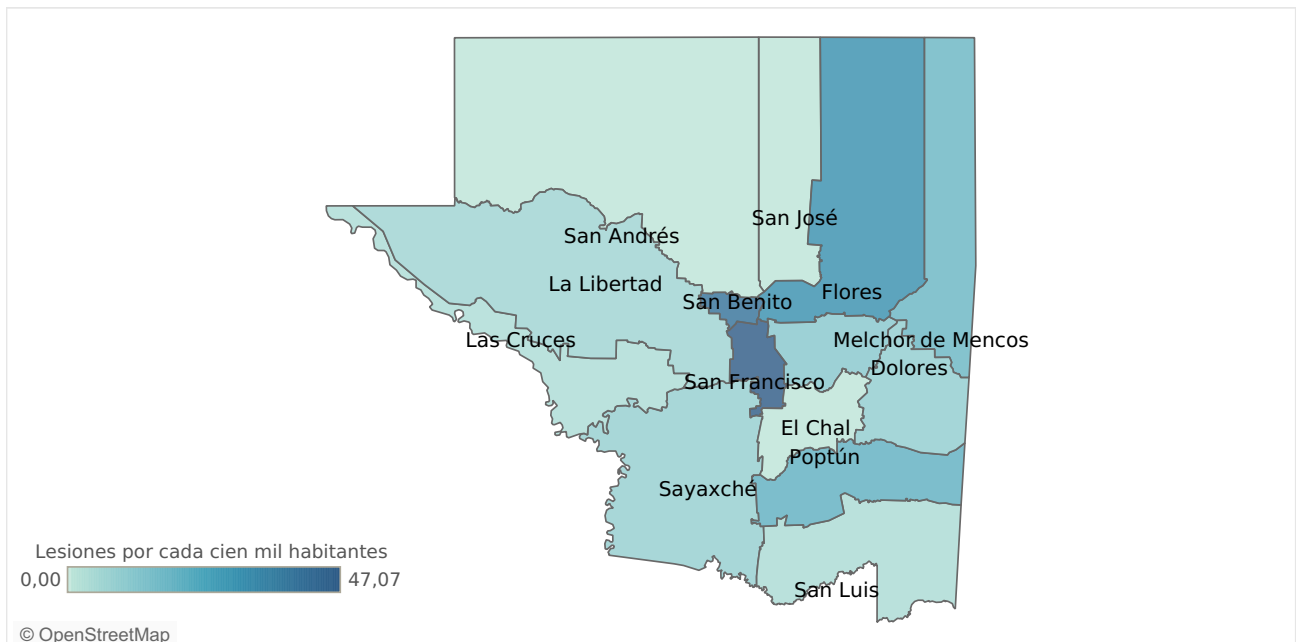 San José
San Andrés
La Libertad
Flores
San Benito
Las Cruces
Melchor de Mencos
Dolores
San Francisco
El Chal
Poptún
Sayaxché
Lesiones por cada cien mil habitantes
0,00
47,07
San Luis
© OpenStreetMap